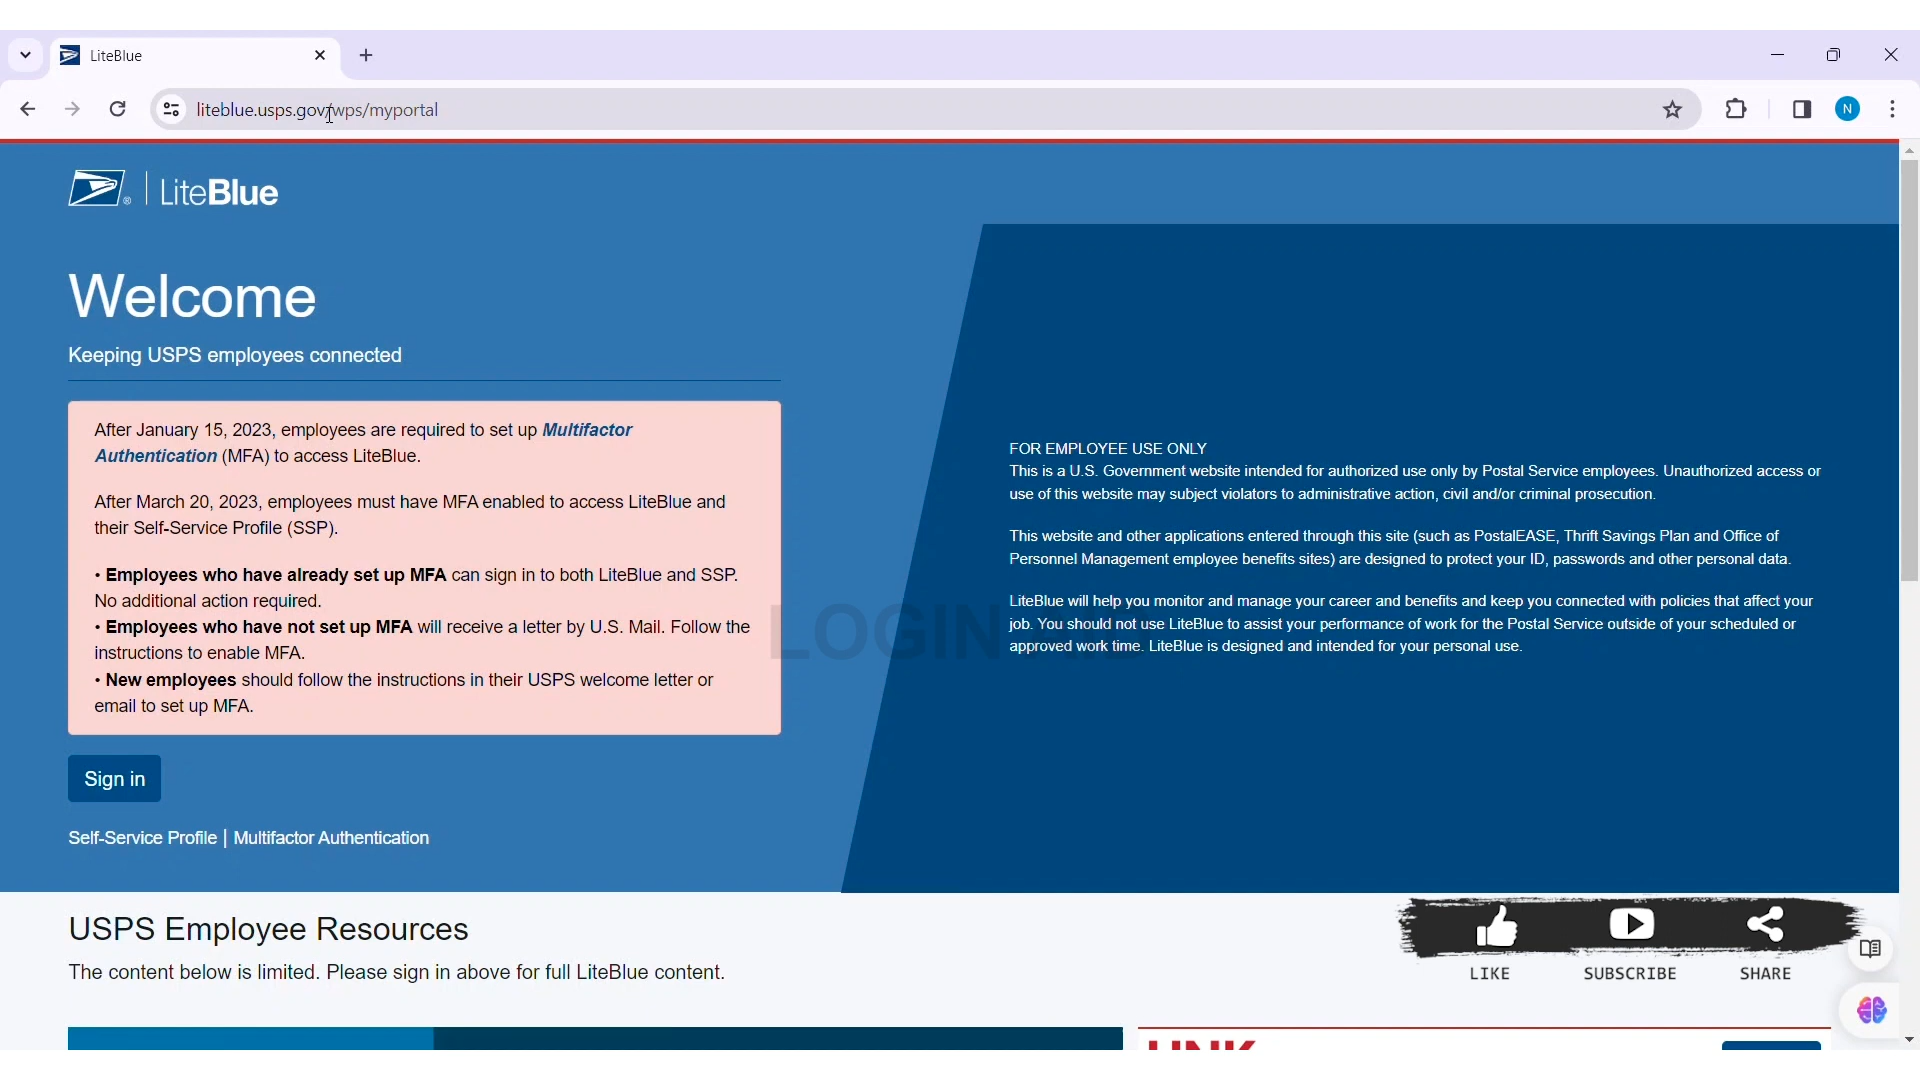 LiteBlue
liteblue.usps.gov/wps/myportal
N
LiteBlue
Welcome
Keeping USPS employees connected
After January 15, 2023, employees are required to set up Multifactor
Authentication (MFA) to access LiteBlue.
After March 20, 2023, employees must have MFA enabled to access LiteBlue and
their Self-Service Profile (SSP).
• Employees who have already set up MFA can sign in to both LiteBlue and SSP.
No additional action required.
• Employees who have not set up MFA will receive a letter by U.S. Mail. Follow the
instructions to enable MFA.
• New employees should follow the instructions in their USPS welcome letter or
email to set up MFA.
Sign in
Self-Service Profile | Multifactor Authentication
FOR EMPLOYEE USE ONLY
This is a U.S. Government website intended for authorized use only by Postal Service employees. Unauthorized access or
use of this website may subject violators to administrative action, civil and/or criminal prosecution.
This website and other applications entered through this site (such as PostalEASE, Thrift Savings Plan and Office of
Personnel Management employee benefits sites) are designed to protect your ID, passwords and other personal data.
LiteBlue will help you monitor and manage your career and benefits and keep you connected with policies that affect your
job. You should not use LiteBlue to assist your performance of work for the Postal Service outside of your scheduled or
approved work time. LiteBlue is designed and intended for your personal use.
LOGIN AID
USPS Employee Resources
The content below is limited. Please sign in above for full LiteBlue content.
LIKE
SUBSCRIBE
SHARE
LINK